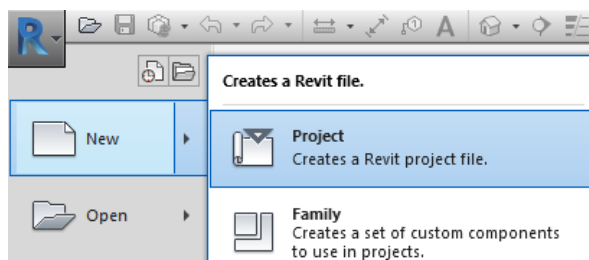 R
1 A
Creates a Revit file.
New
Project
Creates a Revit project file.
Open
Family
Creates a set of custom components
to use in projects.